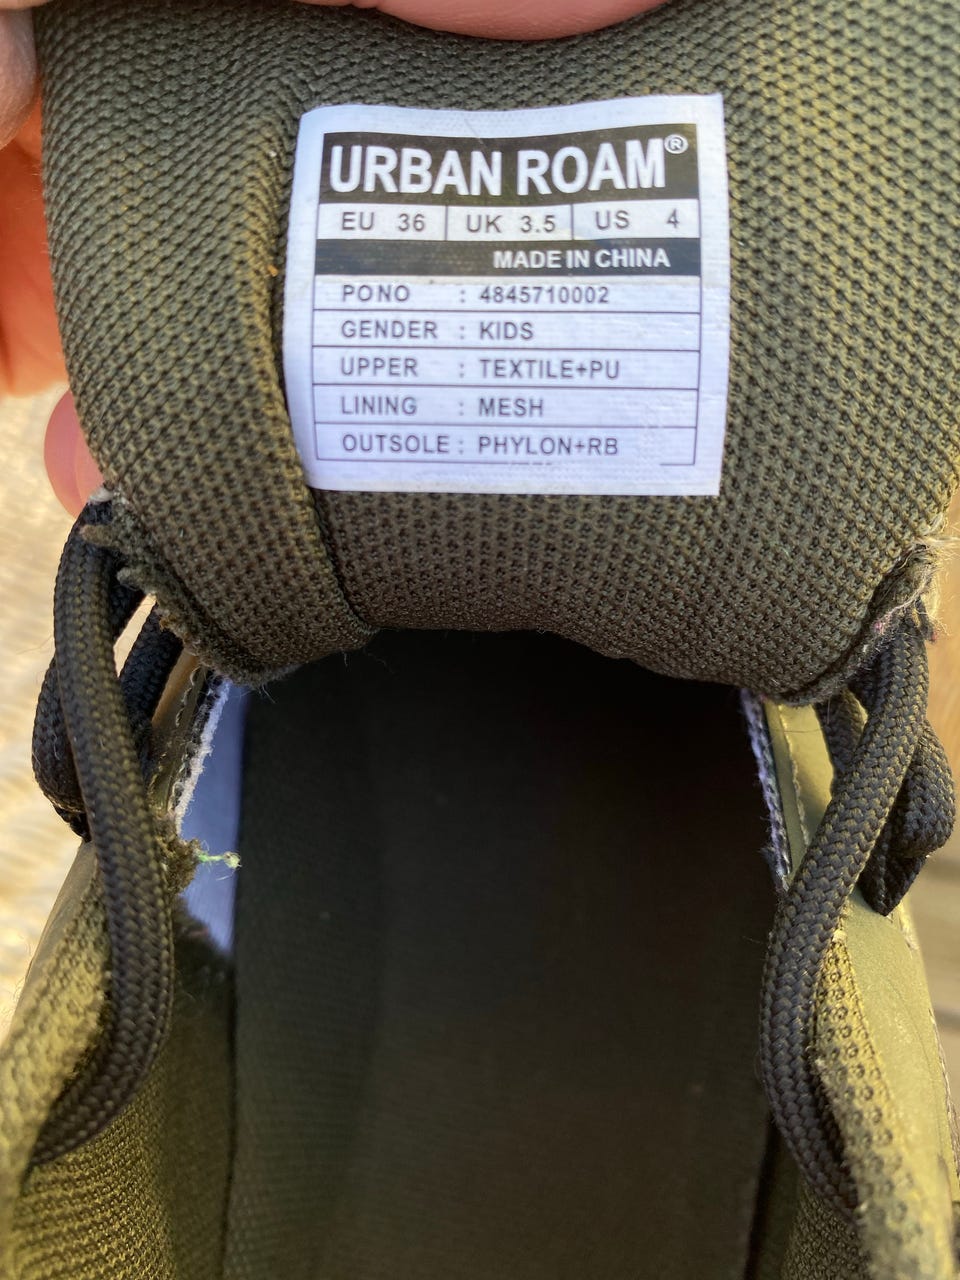 URBAN ROAM®
EU 36 UK 3.5 US 4
MADE IN CHINA
PONO : 4845710002
GENDER : KIDS
UPPER : TEXTILE+PU
LINING : MESH
OUTSOLE : PHYLON+RB